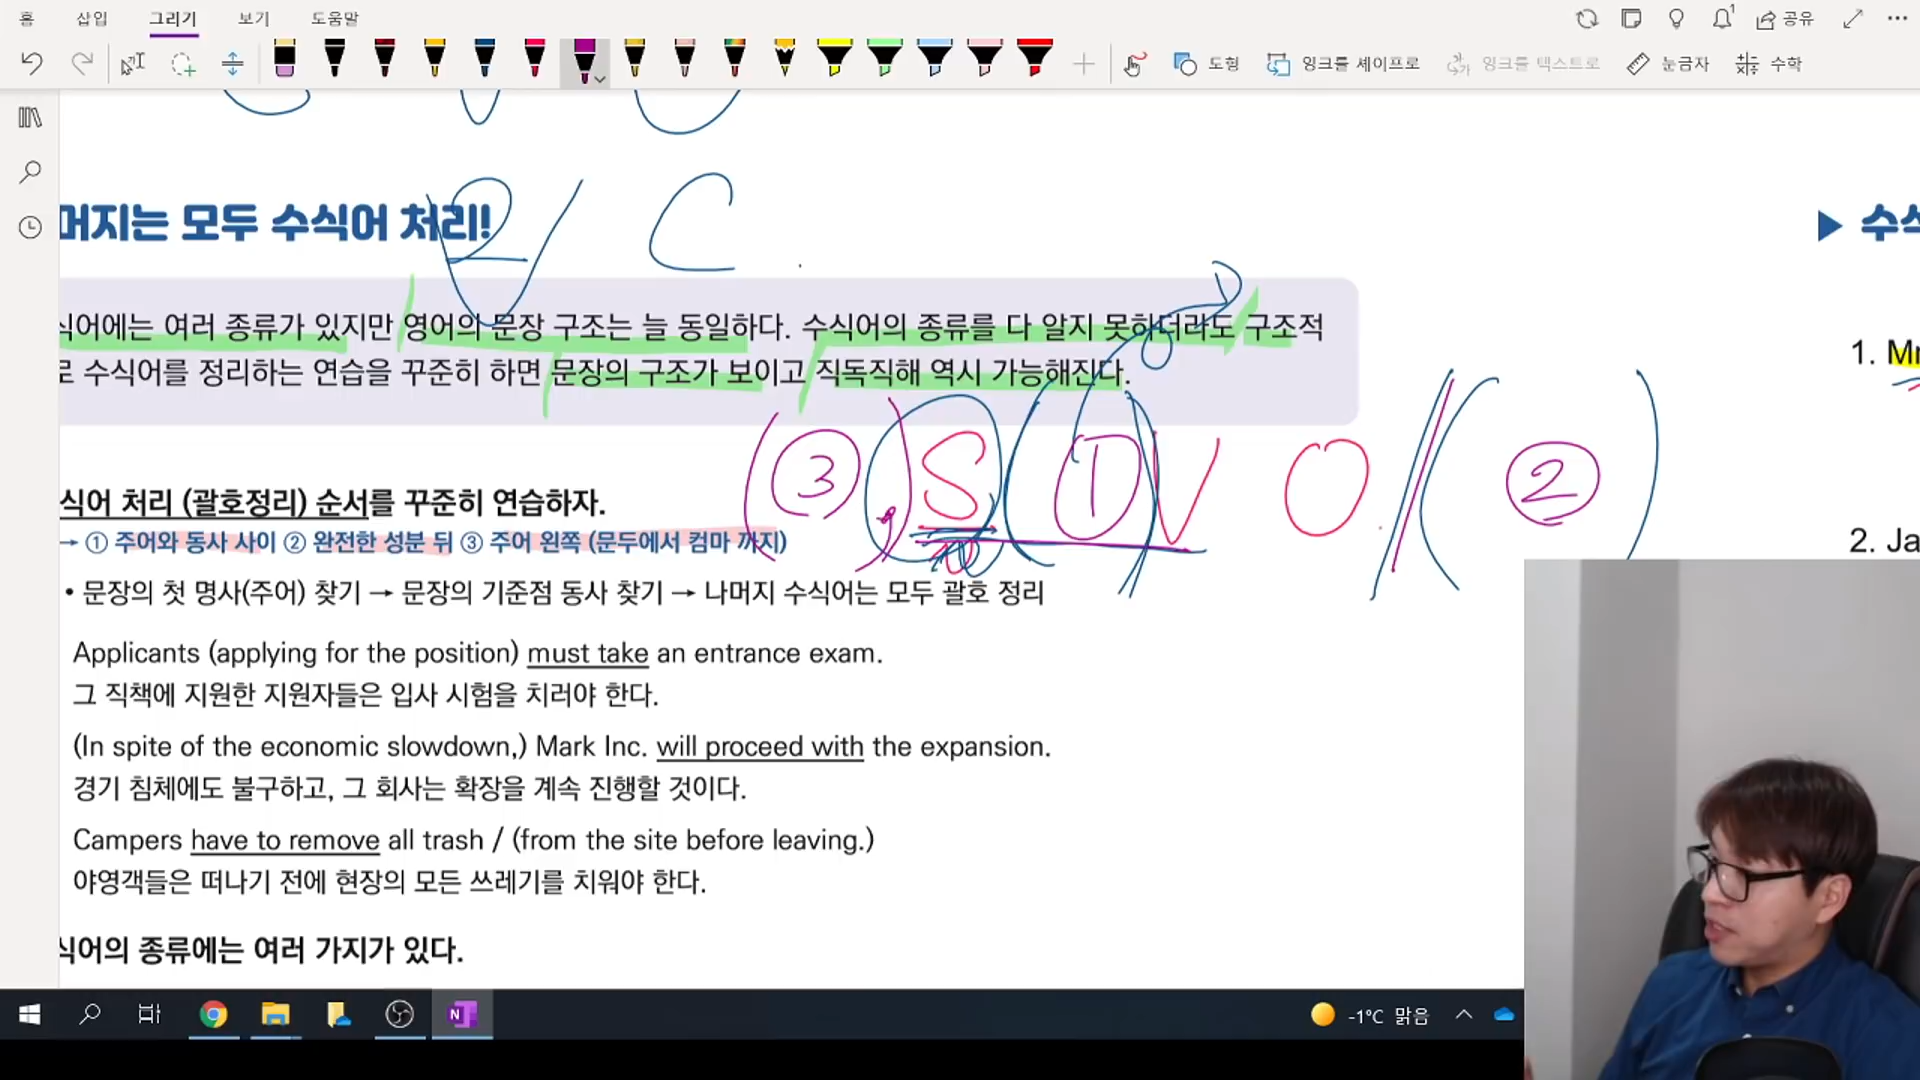 홈 삽입 그리기 보기 도움말 1 공유
도형 잉크를 셰이프로 잉크를 텍스트로 눈금자 수학
머지는 모두 수식어 처리!
▶ 수식
C
식어에는 여러 종류가 있지만 영어의 문장 구조는 늘 동일하다. 수식어의 종류를 다 알지 못하더라도 구조적
로 수식어를 정리하는 연습을 꾸준히 하면 문장의 구조가 보이고 직독직해 역시 가능해진다.
1. Mr
( ③ , ) S ( ① ) V O // ( ② )
식어 처리 (괄호정리) 순서를 꾸준히 연습하자.
→ ① 주어와 동사 사이 ② 완전한 성분 뒤 ③ 주어 왼쪽 (문두에서 컴마 까지)
2. Ja
• 문장의 첫 명사(주어) 찾기 → 문장의 기준점 동사 찾기 → 나머지 수식어는 모두 괄호 정리
Applicants (applying for the position) must take an entrance exam.
그 직책에 지원한 지원자들은 입사 시험을 치러야 한다.
(In spite of the economic slowdown,) Mark Inc. will proceed with the expansion.
경기 침체에도 불구하고, 그 회사는 확장을 계속 진행할 것이다.
Campers have to remove all trash / (from the site before leaving.)
야영객들은 떠나기 전에 현장의 모든 쓰레기를 치워야 한다.
식어의 종류에는 여러 가지가 있다.
-1°C 맑음